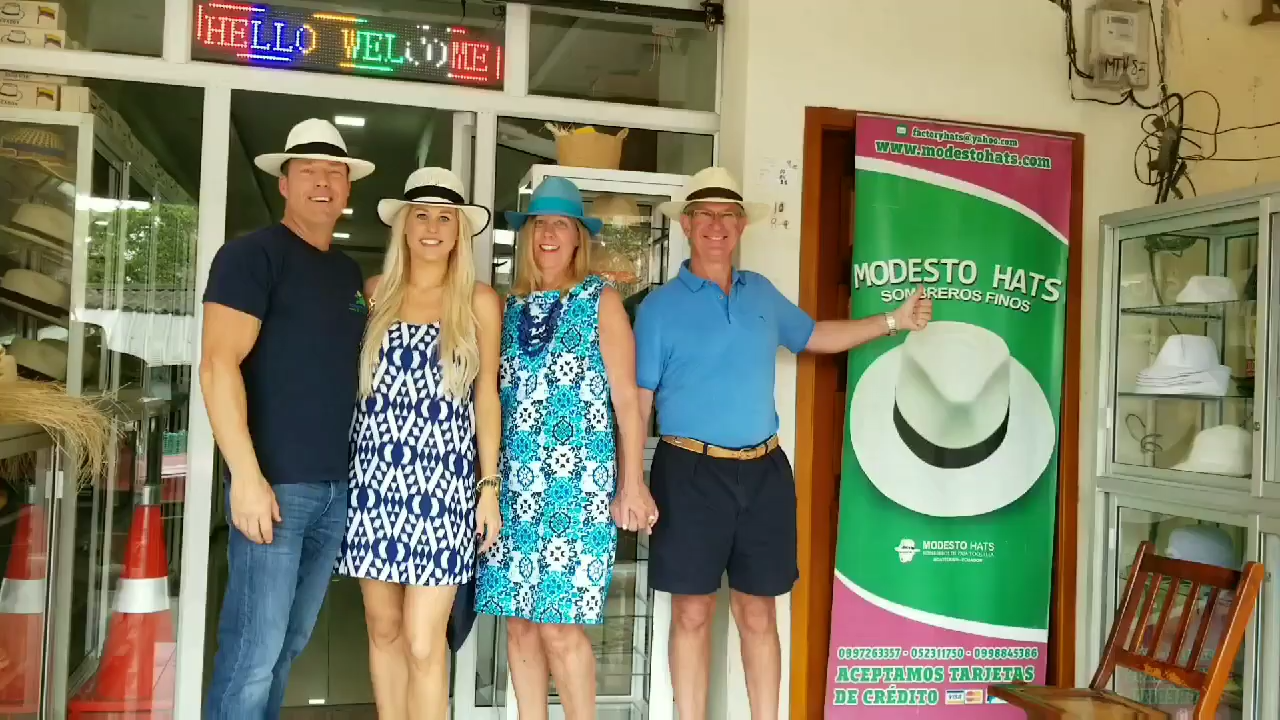 HELLO WELCOME
factoryhats@yahoo.com
www.modestohats.com
MODESTO HATS
SOMBREROS FINOS
MODESTO HATS
0997263357 - 052311750 - 0998845386
ACEPTAMOS TARJETAS
DE CRÉDITO VISA